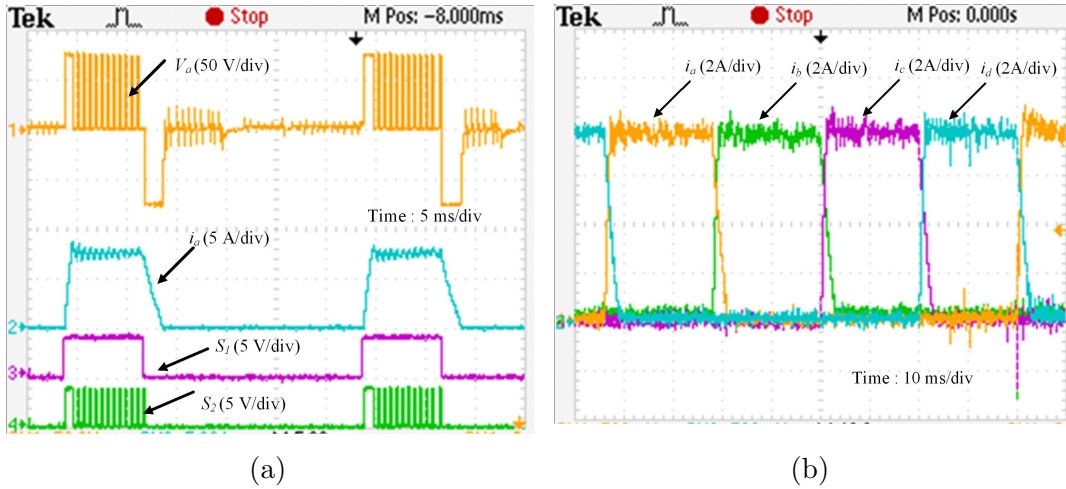 Tek Stop M Pos: -8.000ms
Va (50 V/div)
1
Time : 5 ms/div
ia (5 A/div)
2
S1 (5 V/div)
3
S2 (5 V/div)
4
(a)
Tek Stop M Pos: 0.000s
ia (2A/div) ib (2A/div) ic (2A/div) id (2A/div)
Time : 10 ms/div
(b)